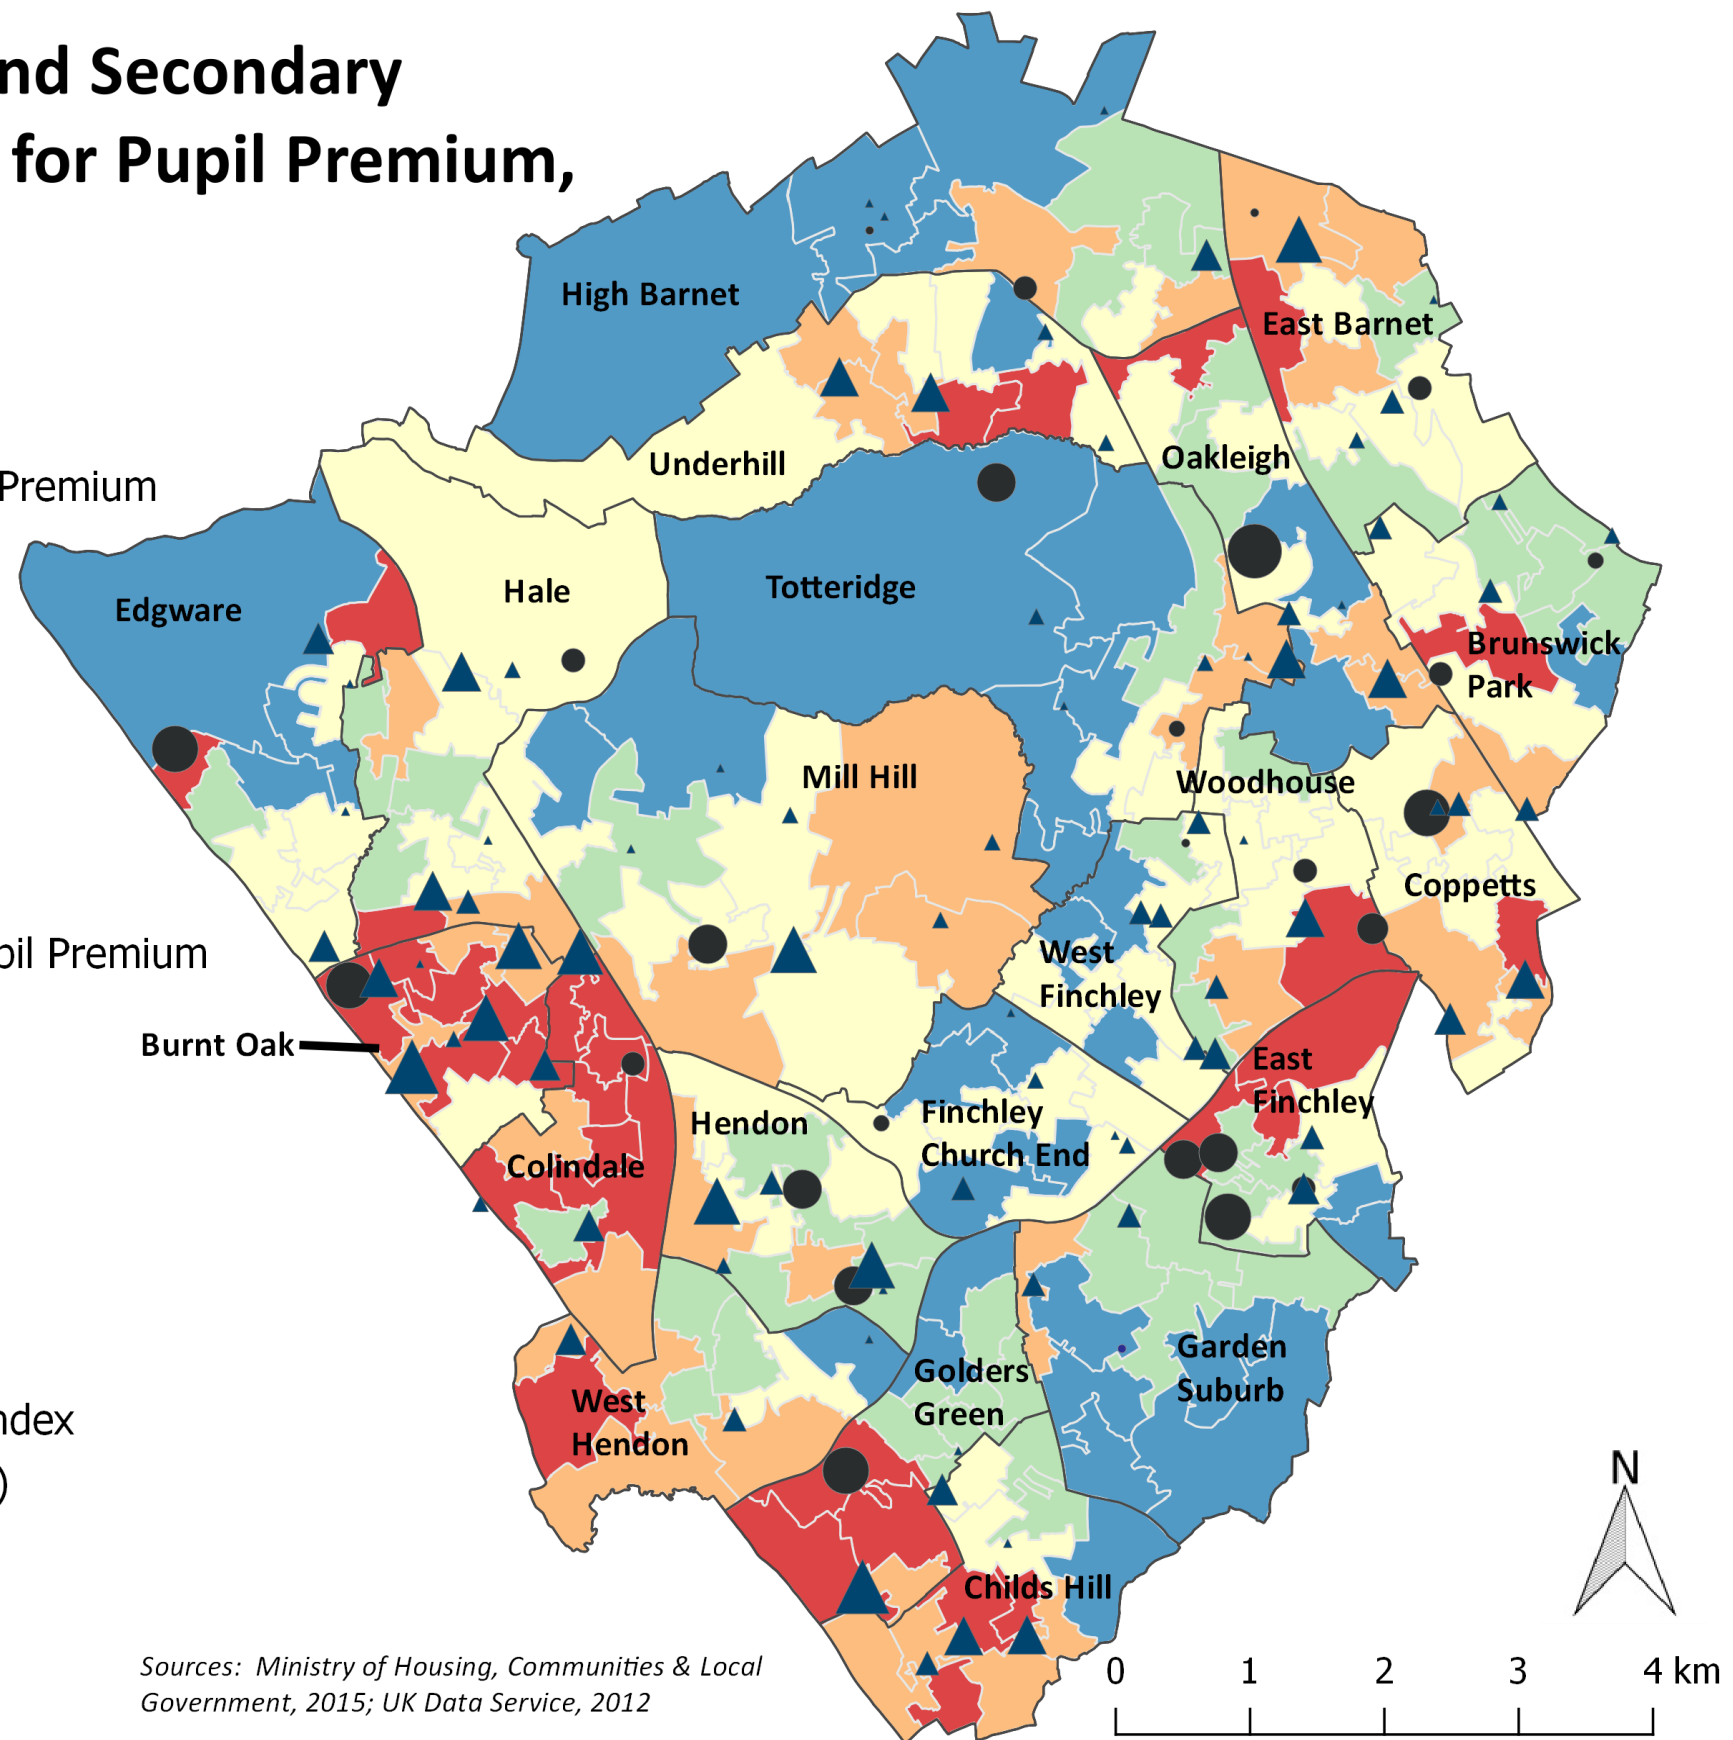 nd Secondary
for Pupil Premium,
High Barnet
East Barnet
Underhill
Oakleigh
Premium
Hale
Totteridge
Edgware
Brunswick
Park
Mill Hill
Woodhouse
Coppetts
pil Premium
West
Finchley
Burnt Oak
East
Finchley
Hendon
Finchley
Church End
Colindale
Garden
Suburb
Golders
Green
West
Hendon
ndex
)
N
Childs Hill
Sources: Ministry of Housing, Communities & Local
Government, 2015; UK Data Service, 2012
0 1 2 3 4 km